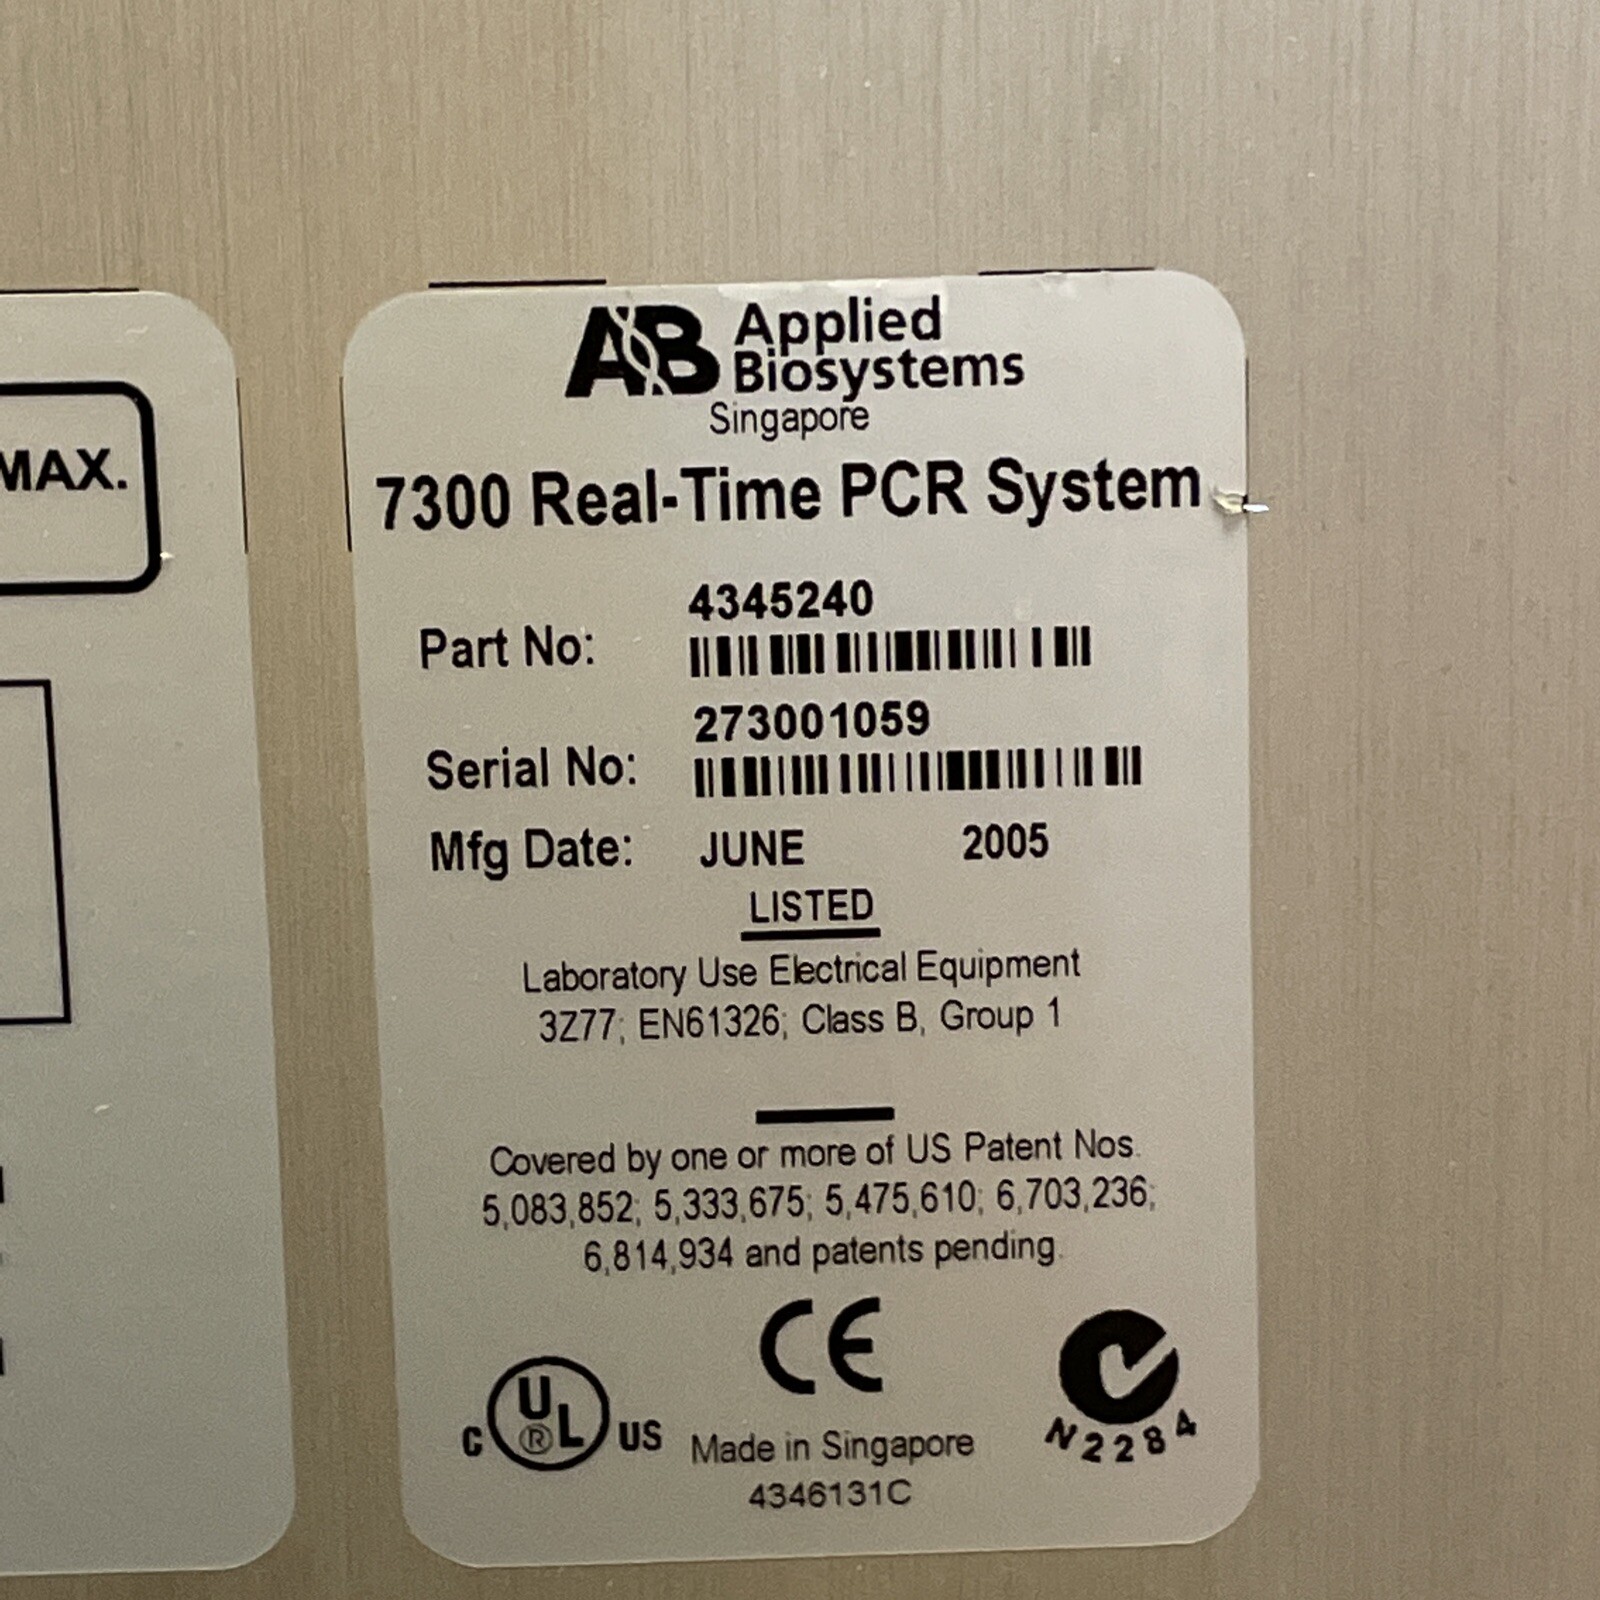 MAX.
AB Applied
Biosystems
Singapore
7300 Real-Time PCR System
4345240
Part No:
273001059
Serial No:
Mfg Date: JUNE 2005
LISTED
Laboratory Use Electrical Equipment
3Z77; EN61326; Class B, Group 1
Covered by one or more of US Patent Nos.
5,083,852; 5,333,675; 5,475,610; 6,703,236;
6,814,934 and patents pending.
CE
C UL® US
Made in Singapore
N2284
4346131C